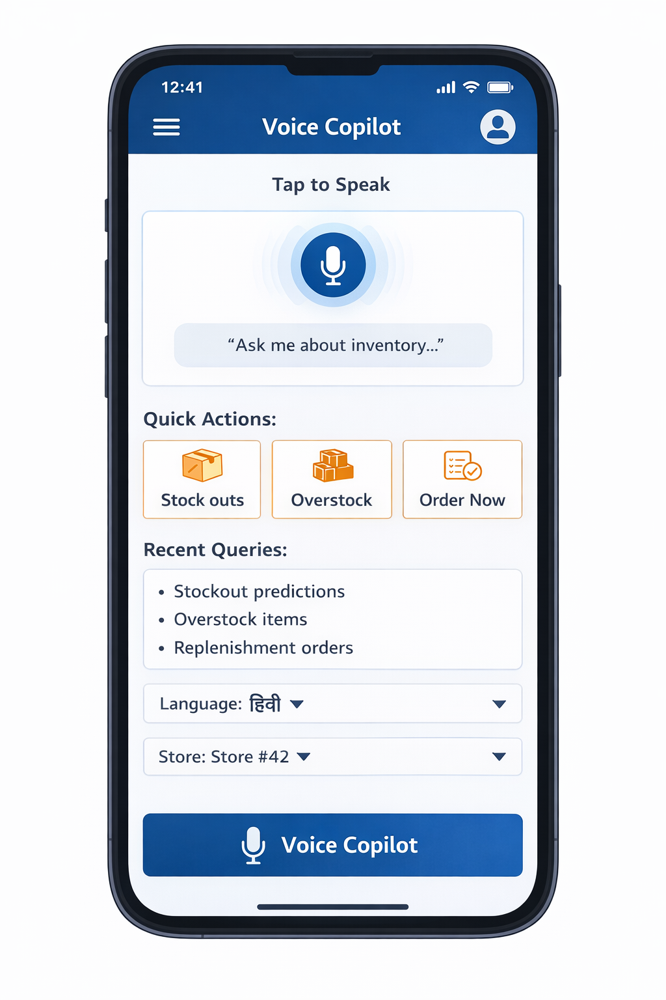 12:41
Voice Copilot
Tap to Speak
“Ask me about inventory...”
Quick Actions:
Stock outs
Overstock
Order Now
Recent Queries:
• Stockout predictions
• Overstock items
• Replenishment orders
Language: हिवी
Store: Store #42
Voice Copilot